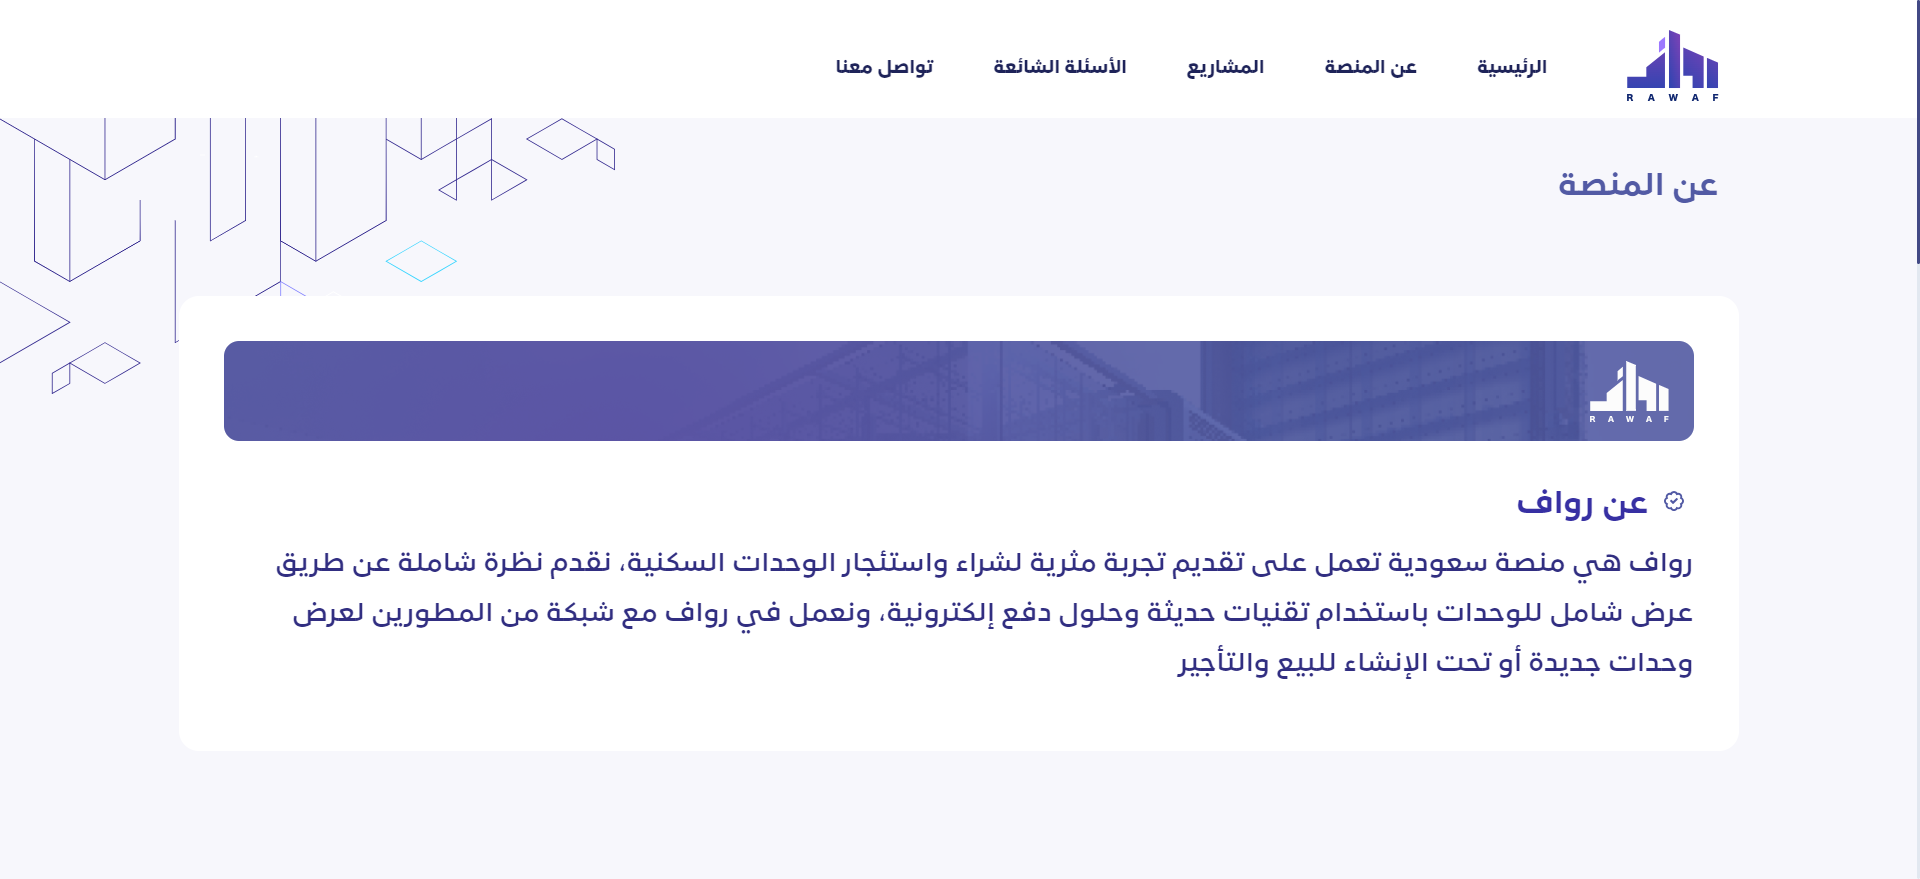 RAWAF
الرئيسية
عن المنصة
المشاريع
الأسئلة الشائعة
تواصل معنا
عن المنصة
RAWAF
عن رواف
رواف هي منصة سعودية تعمل على تقديم تجربة مثرية لشراء واستئجار الوحدات السكنية، نقدم نظرة شاملة عن طريق
عرض شامل للوحدات باستخدام تقنيات حديثة وحلول دفع إلكترونية، ونعمل في رواف مع شبكة من المطورين لعرض
وحدات جديدة أو تحت الإنشاء للبيع والتأجير